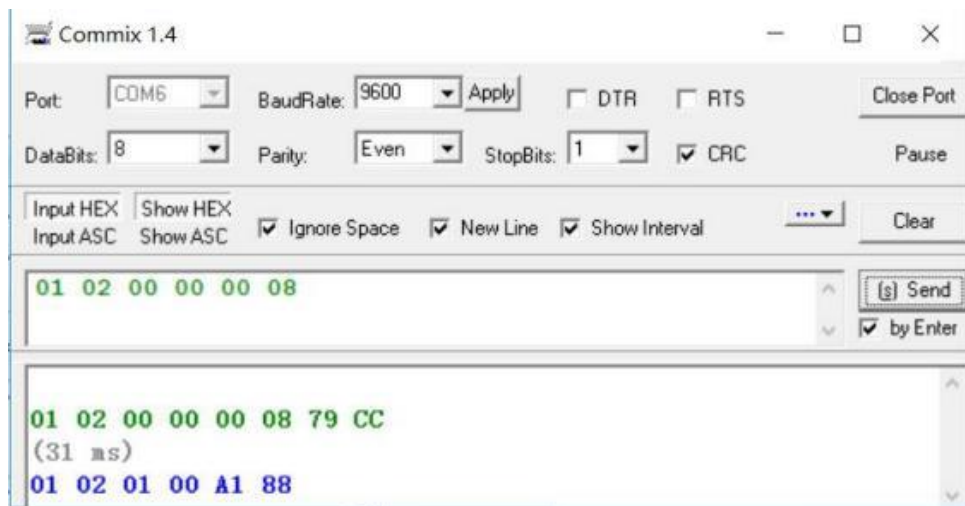 Commix 1.4
Port: COM6 BaudRate: 9600 Apply DTR RTS Close Port
DataBits: 8 Parity: Even StopBits: 1 CRC Pause
Input HEX Show HEX
Input ASC Show ASC
Ignore Space New Line Show Interval ... Clear
01 02 00 00 00 08
(s) Send
by Enter
01 02 00 00 00 08 79 CC
(31 ms)
01 02 01 00 A1 88